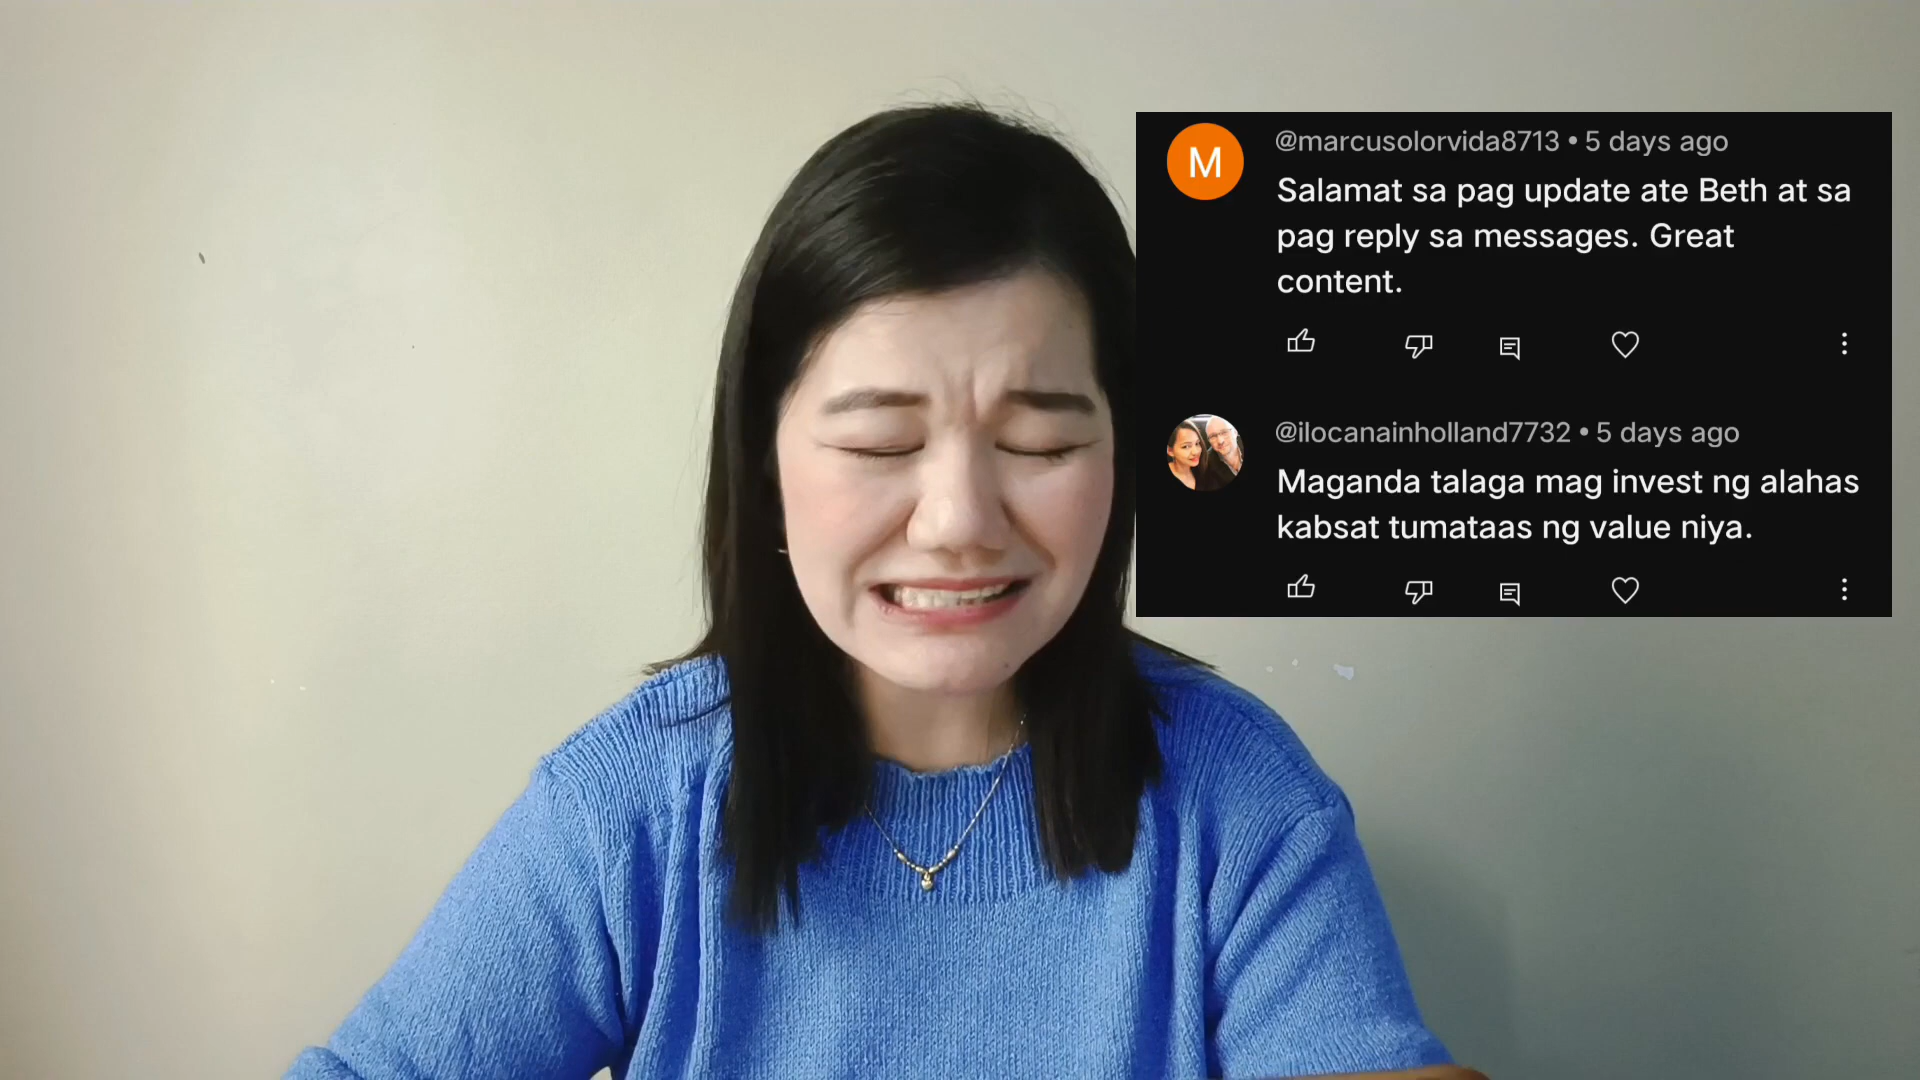 M
@marcusolorvida8713 • 5 days ago
Salamat sa pag update ate Beth at sa
pag reply sa messages. Great
content.
@ilocanainholland7732 • 5 days ago
Maganda talaga mag invest ng alahas
kabsat tumataas ng value niya.